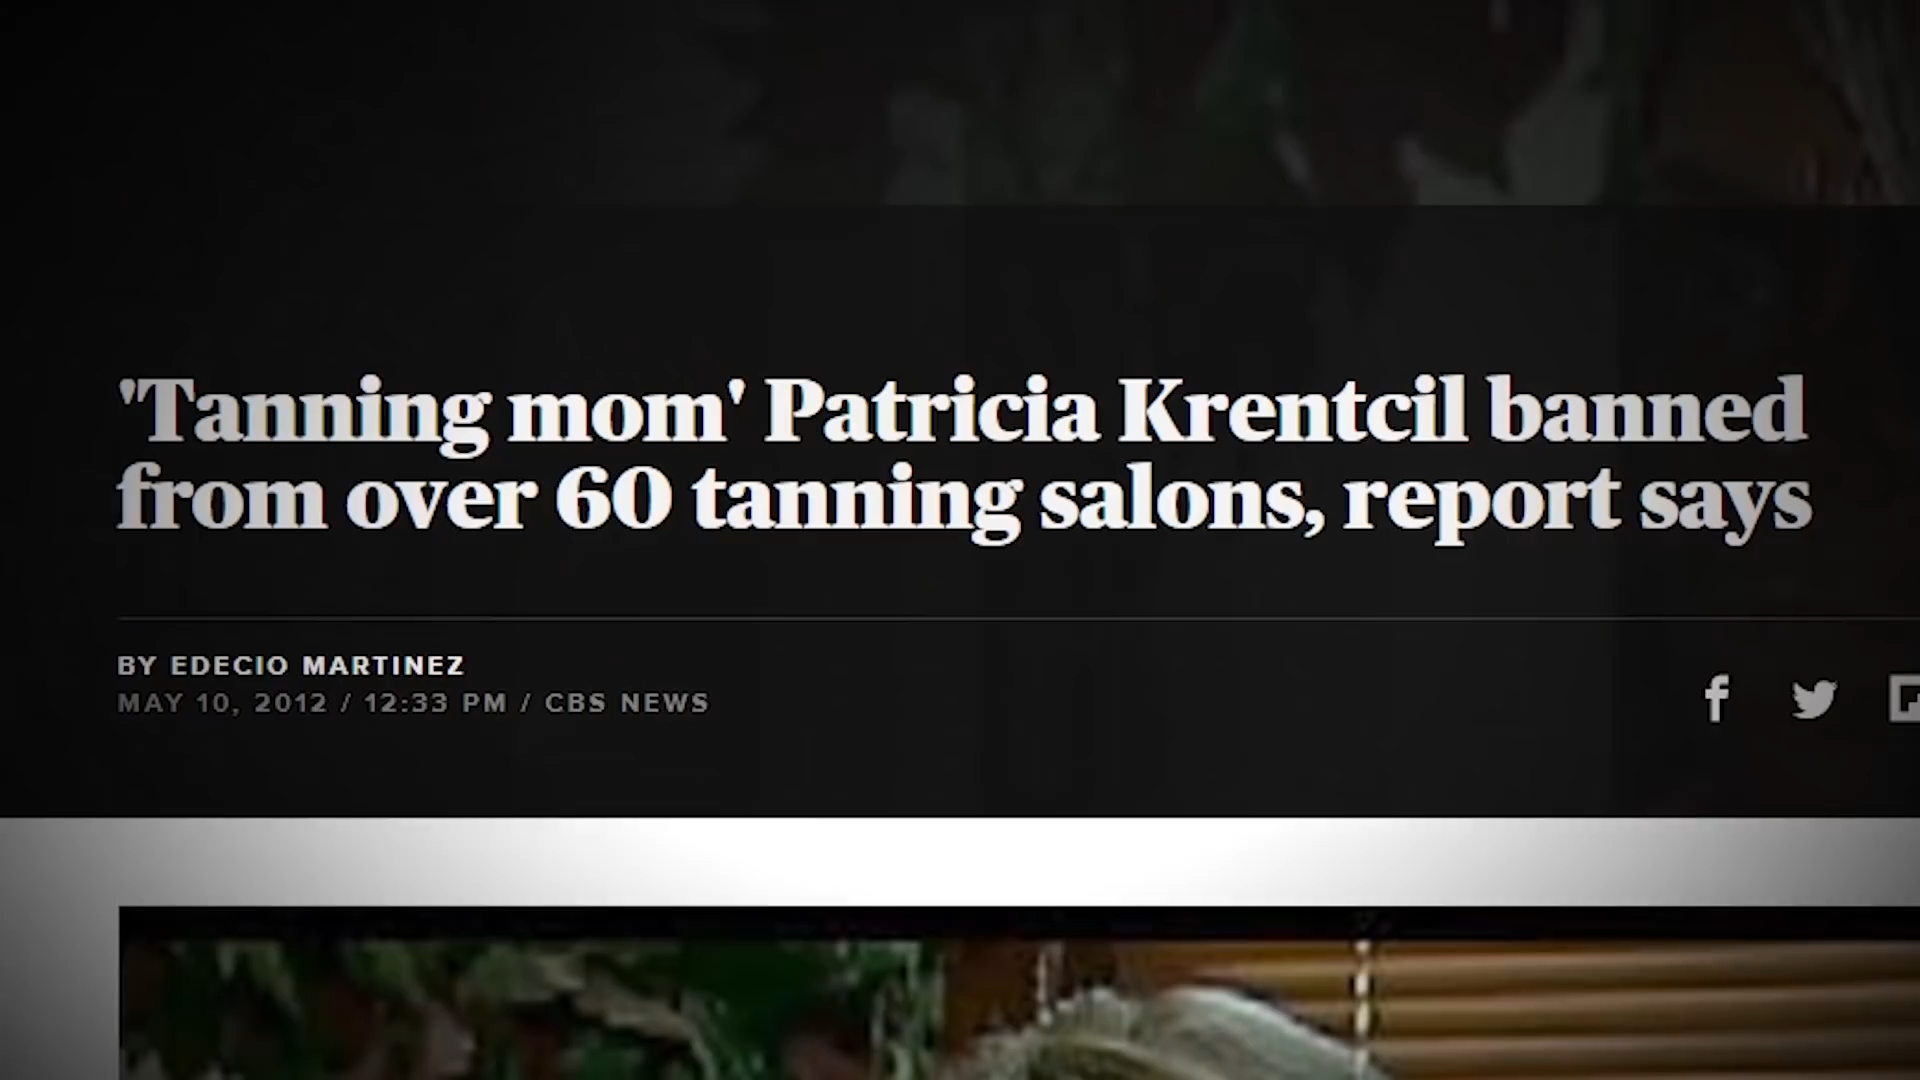 'Tanning mom' Patricia Krentcil banned
from over 60 tanning salons, report says
BY EDECIO MARTINEZ
MAY 10, 2012 / 12:33 PM / CBS NEWS